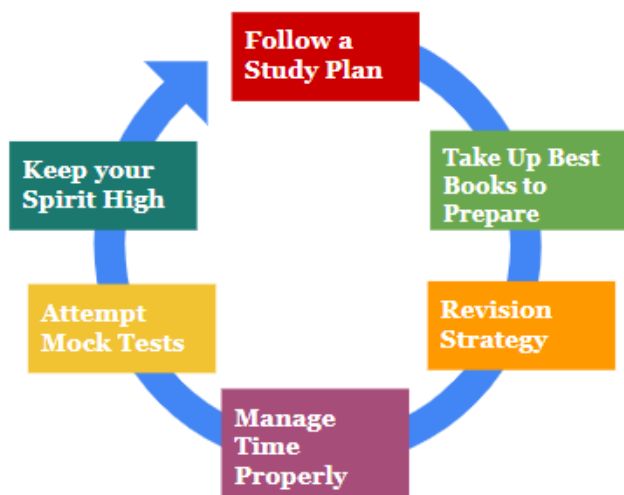 Follow a
Study Plan
Take Up Best
Books to
Prepare
Revision
Strategy
Manage
Time
Properly
Attempt
Mock Tests
Keep your
Spirit High